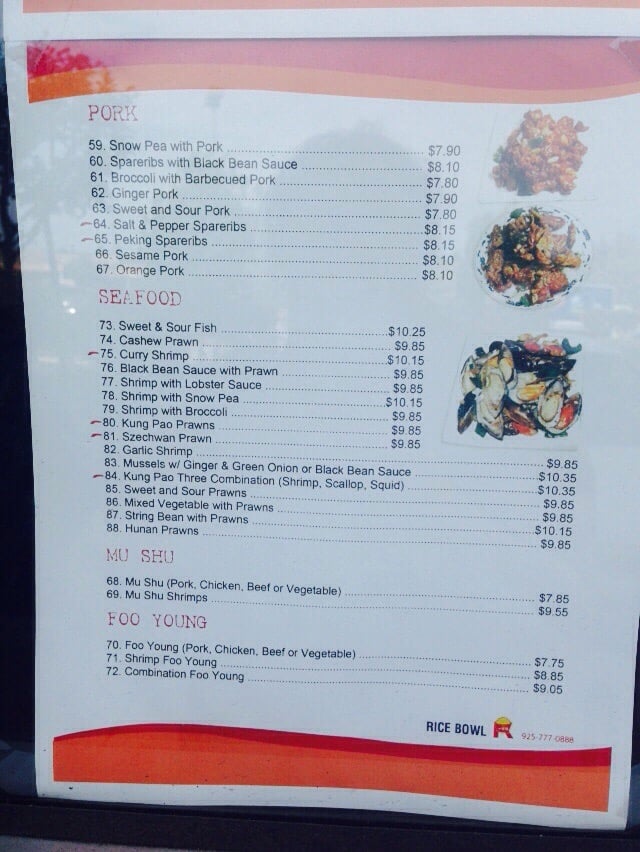 PORK
59. Snow Pea with Pork $7.90
60. Spareribs with Black Bean Sauce $8.10
61. Broccoli with Barbecued Pork $7.80
62. Ginger Pork $7.90
63. Sweet and Sour Pork $7.80
64. Salt & Pepper Spareribs $8.15
65. Peking Spareribs $8.15
66. Sesame Pork $8.10
67. Orange Pork $8.10
SEAFOOD
73. Sweet & Sour Fish $10.25
74. Cashew Prawn $9.85
75. Curry Shrimp $10.15
76. Black Bean Sauce with Prawn $9.85
77. Shrimp with Lobster Sauce $9.85
78. Shrimp with Snow Pea $10.15
79. Shrimp with Broccoli $9.85
80. Kung Pao Prawns $9.85
81. Szechwan Prawn $9.85
82. Garlic Shrimp $9.85
83. Mussels w/ Ginger & Green Onion or Black Bean Sauce $10.35
84. Kung Pao Three Combination (Shrimp, Scallop, Squid) $10.35
85. Sweet and Sour Prawns $9.85
86. Mixed Vegetable with Prawns $9.85
87. String Bean with Prawns $10.15
88. Hunan Prawns $9.85
MU SHU
68. Mu Shu (Pork, Chicken, Beef or Vegetable) $7.85
69. Mu Shu Shrimps $9.55
FOO YOUNG
70. Foo Young (Pork, Chicken, Beef or Vegetable) $7.75
71. Shrimp Foo Young $8.85
72. Combination Foo Young $9.05
RICE BOWL 925-777-0888